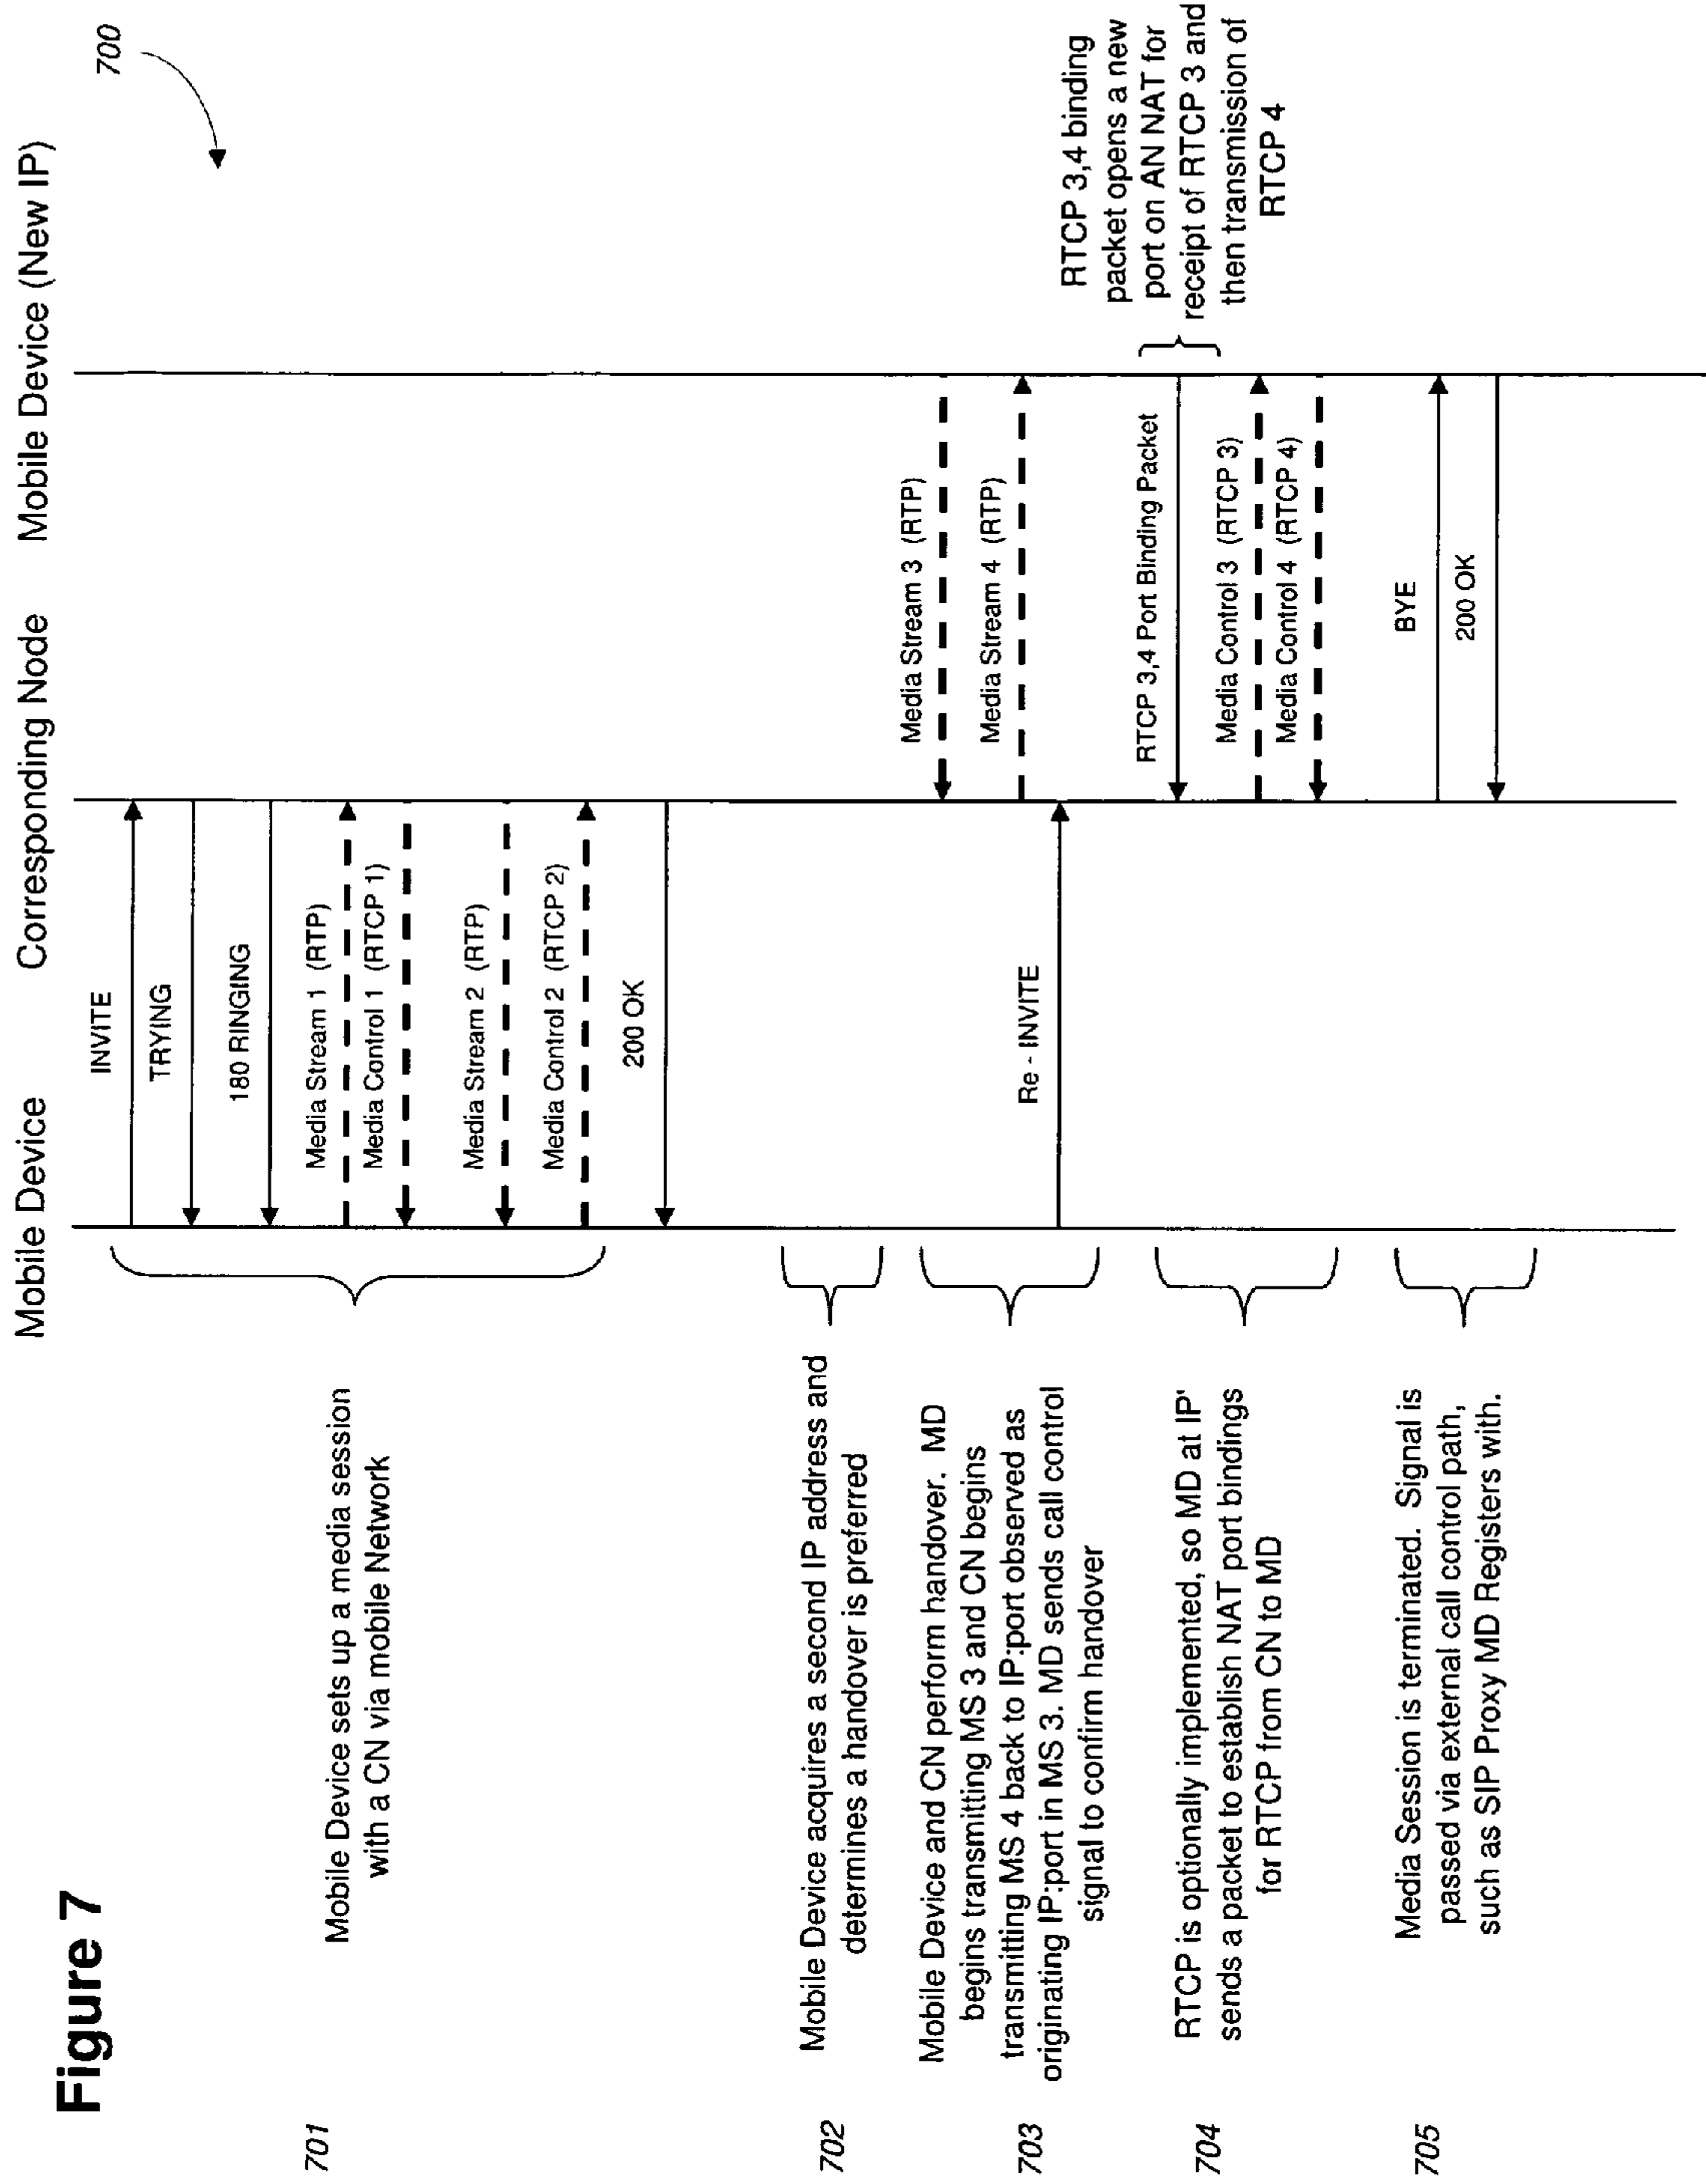 Figure 7
700
Mobile Device
Corresponding Node
Mobile Device (New IP)
701
Mobile Device sets up a media session
with a CN via mobile Network
INVITE
TRYING
180 RINGING
Media Stream 1 (RTP)
Media Control 1 (RTCP 1)
Media Stream 2 (RTP)
Media Control 2 (RTCP 2)
200 OK
702
Mobile Device acquires a second IP address and
determines a handover is preferred
703
Mobile Device and CN perform handover. MD
begins transmitting MS 3 and CN begins
transmitting MS 4 back to IP:port observed as
originating IP:port in MS 3. MD sends call control
signal to confirm handover
Media Stream 3 (RTP)
Media Stream 4 (RTP)
Re - INVITE
704
RTCP is optionally implemented, so MD at IP'
sends a packet to establish NAT port bindings
for RTCP from CN to MD
RTCP 3,4 Port Binding Packet
Media Control 3 (RTCP 3)
Media Control 4 (RTCP 4)
RTCP 3,4 binding
packet opens a new
port on AN NAT for
receipt of RTCP 3 and
then transmission of
RTCP 4
705
Media Session is terminated. Signal is
passed via external call control path,
such as SIP Proxy MD Registers with.
BYE
200 OK